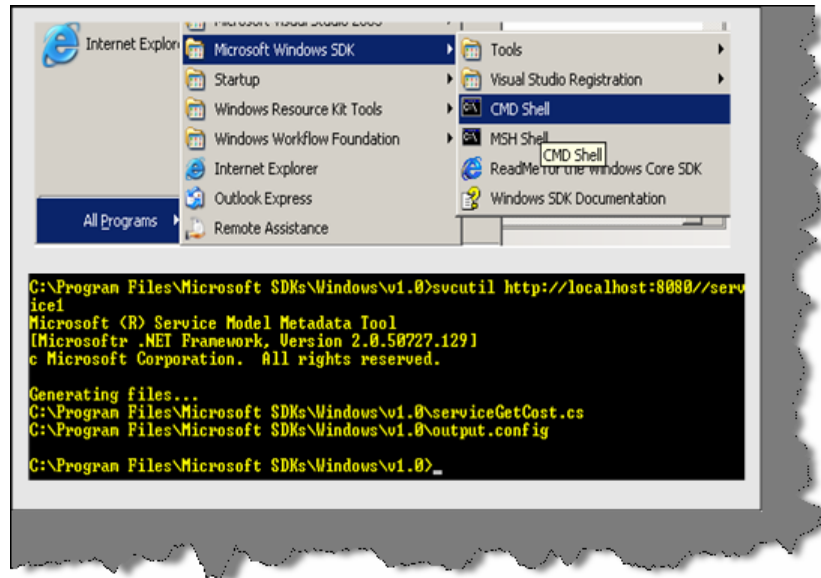 Microsoft Visual Studio 2005
Internet Explor
Microsoft Windows SDK
Startup
Windows Resource Kit Tools
Windows Workflow Foundation
Internet Explorer
Outlook Express
Remote Assistance
All Programs
Tools
Visual Studio Registration
CMD Shell
MSH Shell
CMD Shell
ReadMe for the Windows Core SDK
Windows SDK Documentation
C:\Program Files\Microsoft SDKs\Windows\v1.0>svcutil http://localhost:8080//serv
ice1
Microsoft (R) Service Model Metadata Tool
[Microsoftr .NET Framework, Version 2.0.50727.129]
c Microsoft Corporation.  All rights reserved.
Generating files...
C:\Program Files\Microsoft SDKs\Windows\v1.0\serviceGetCost.cs
C:\Program Files\Microsoft SDKs\Windows\v1.0\output.config
C:\Program Files\Microsoft SDKs\Windows\v1.0>_